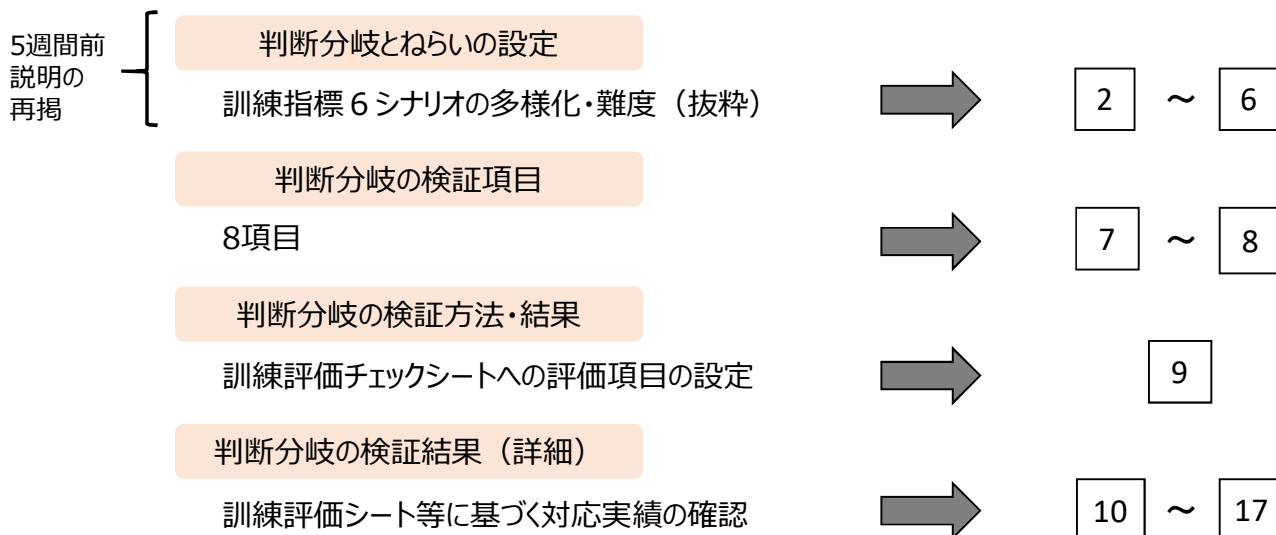 5週間前
説明の
再掲
判断分岐とねらいの設定
訓練指標６シナリオの多様化・難度（抜粋）
2 ～ 6
判断分岐の検証項目
8項目
7 ～ 8
判断分岐の検証方法・結果
訓練評価チェックシートへの評価項目の設定
9
判断分岐の検証結果（詳細）
訓練評価シート等に基づく対応実績の確認
10 ～ 17